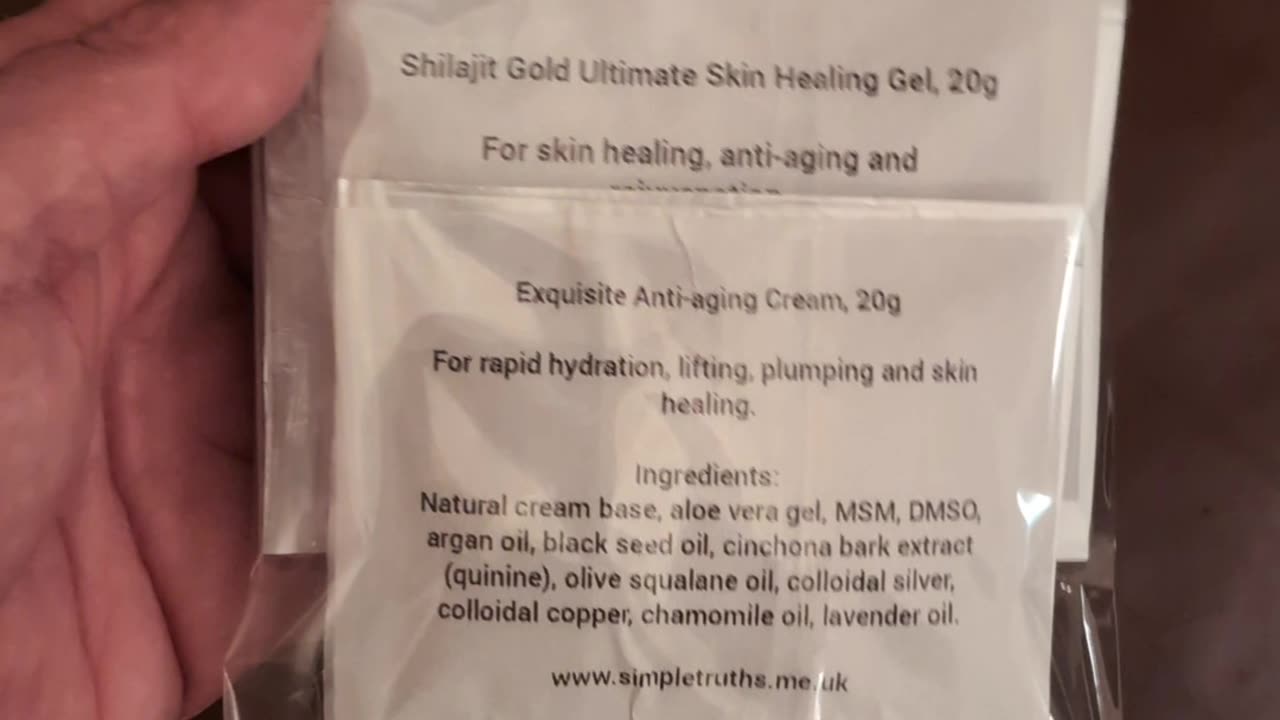 Shilajit Gold Ultimate Skin Healing Gel, 20g
For skin healing, anti-aging and
Exquisite Anti-aging Cream, 20g
For rapid hydration, lifting, plumping and skin
healing.
Ingredients:
Natural cream base, aloe vera gel, MSM, DMSO,
argan oil, black seed oil, cinchona bark extract
(quinine), olive squalane oil, colloidal silver,
colloidal copper, chamomile oil, lavender oil.
www.simpletruths.me.uk